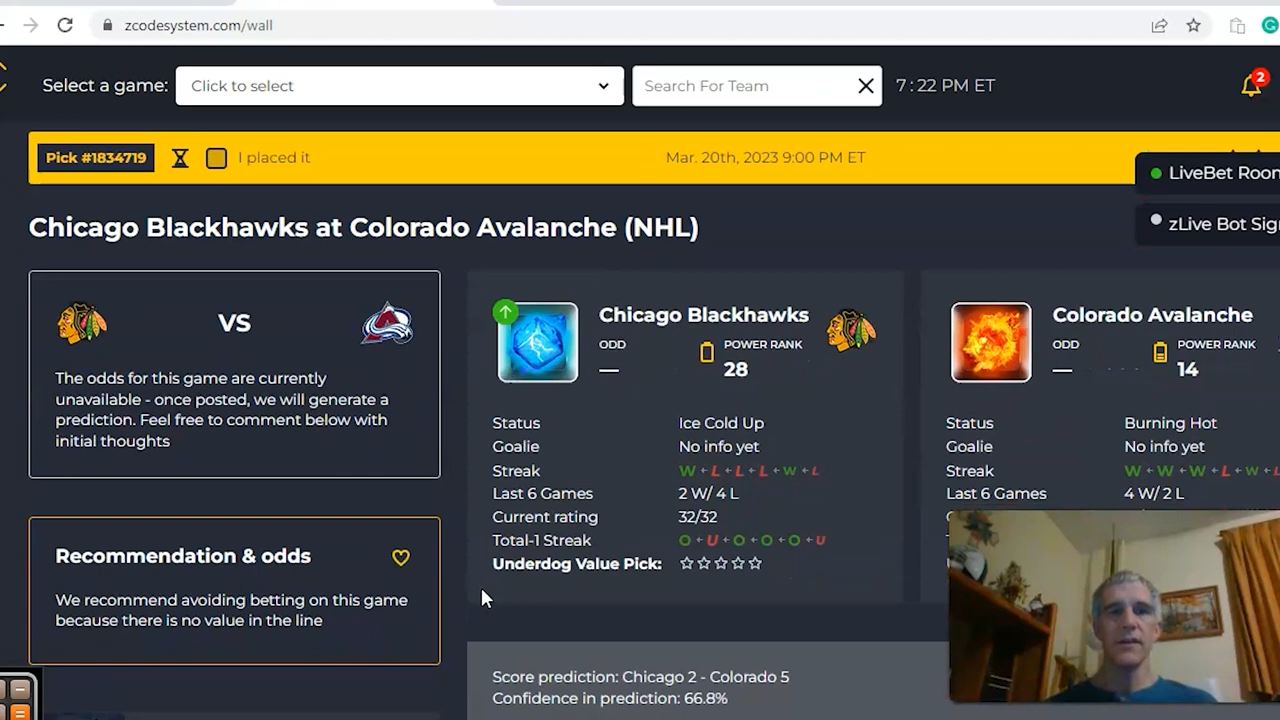 zcodesystem.com/wall
Select a game:
Click to select
Search For Team
7 : 22 PM ET
2
Pick #1834719
I placed it
Mar. 20th, 2023 9:00 PM ET
LiveBet Room
zLive Bot Sig
Chicago Blackhawks at Colorado Avalanche (NHL)
VS
The odds for this game are currently
unavailable - once posted, we will generate a
prediction. Feel free to comment below with
initial thoughts
Recommendation & odds
We recommend avoiding betting on this game
because there is no value in the line
Chicago Blackhawks
ODD
—
POWER RANK
28
Status Ice Cold Up
Goalie No info yet
Streak W L L L W L
Last 6 Games 2 W/ 4 L
Current rating 32/32
Total-1 Streak O U O O O U
Underdog Value Pick:
Colorado Avalanche
ODD
—
POWER RANK
14
Status Burning Hot
Goalie No info yet
Streak W W W L W
Last 6 Games 4 W/ 2 L
Score prediction: Chicago 2 - Colorado 5
Confidence in prediction: 66.8%